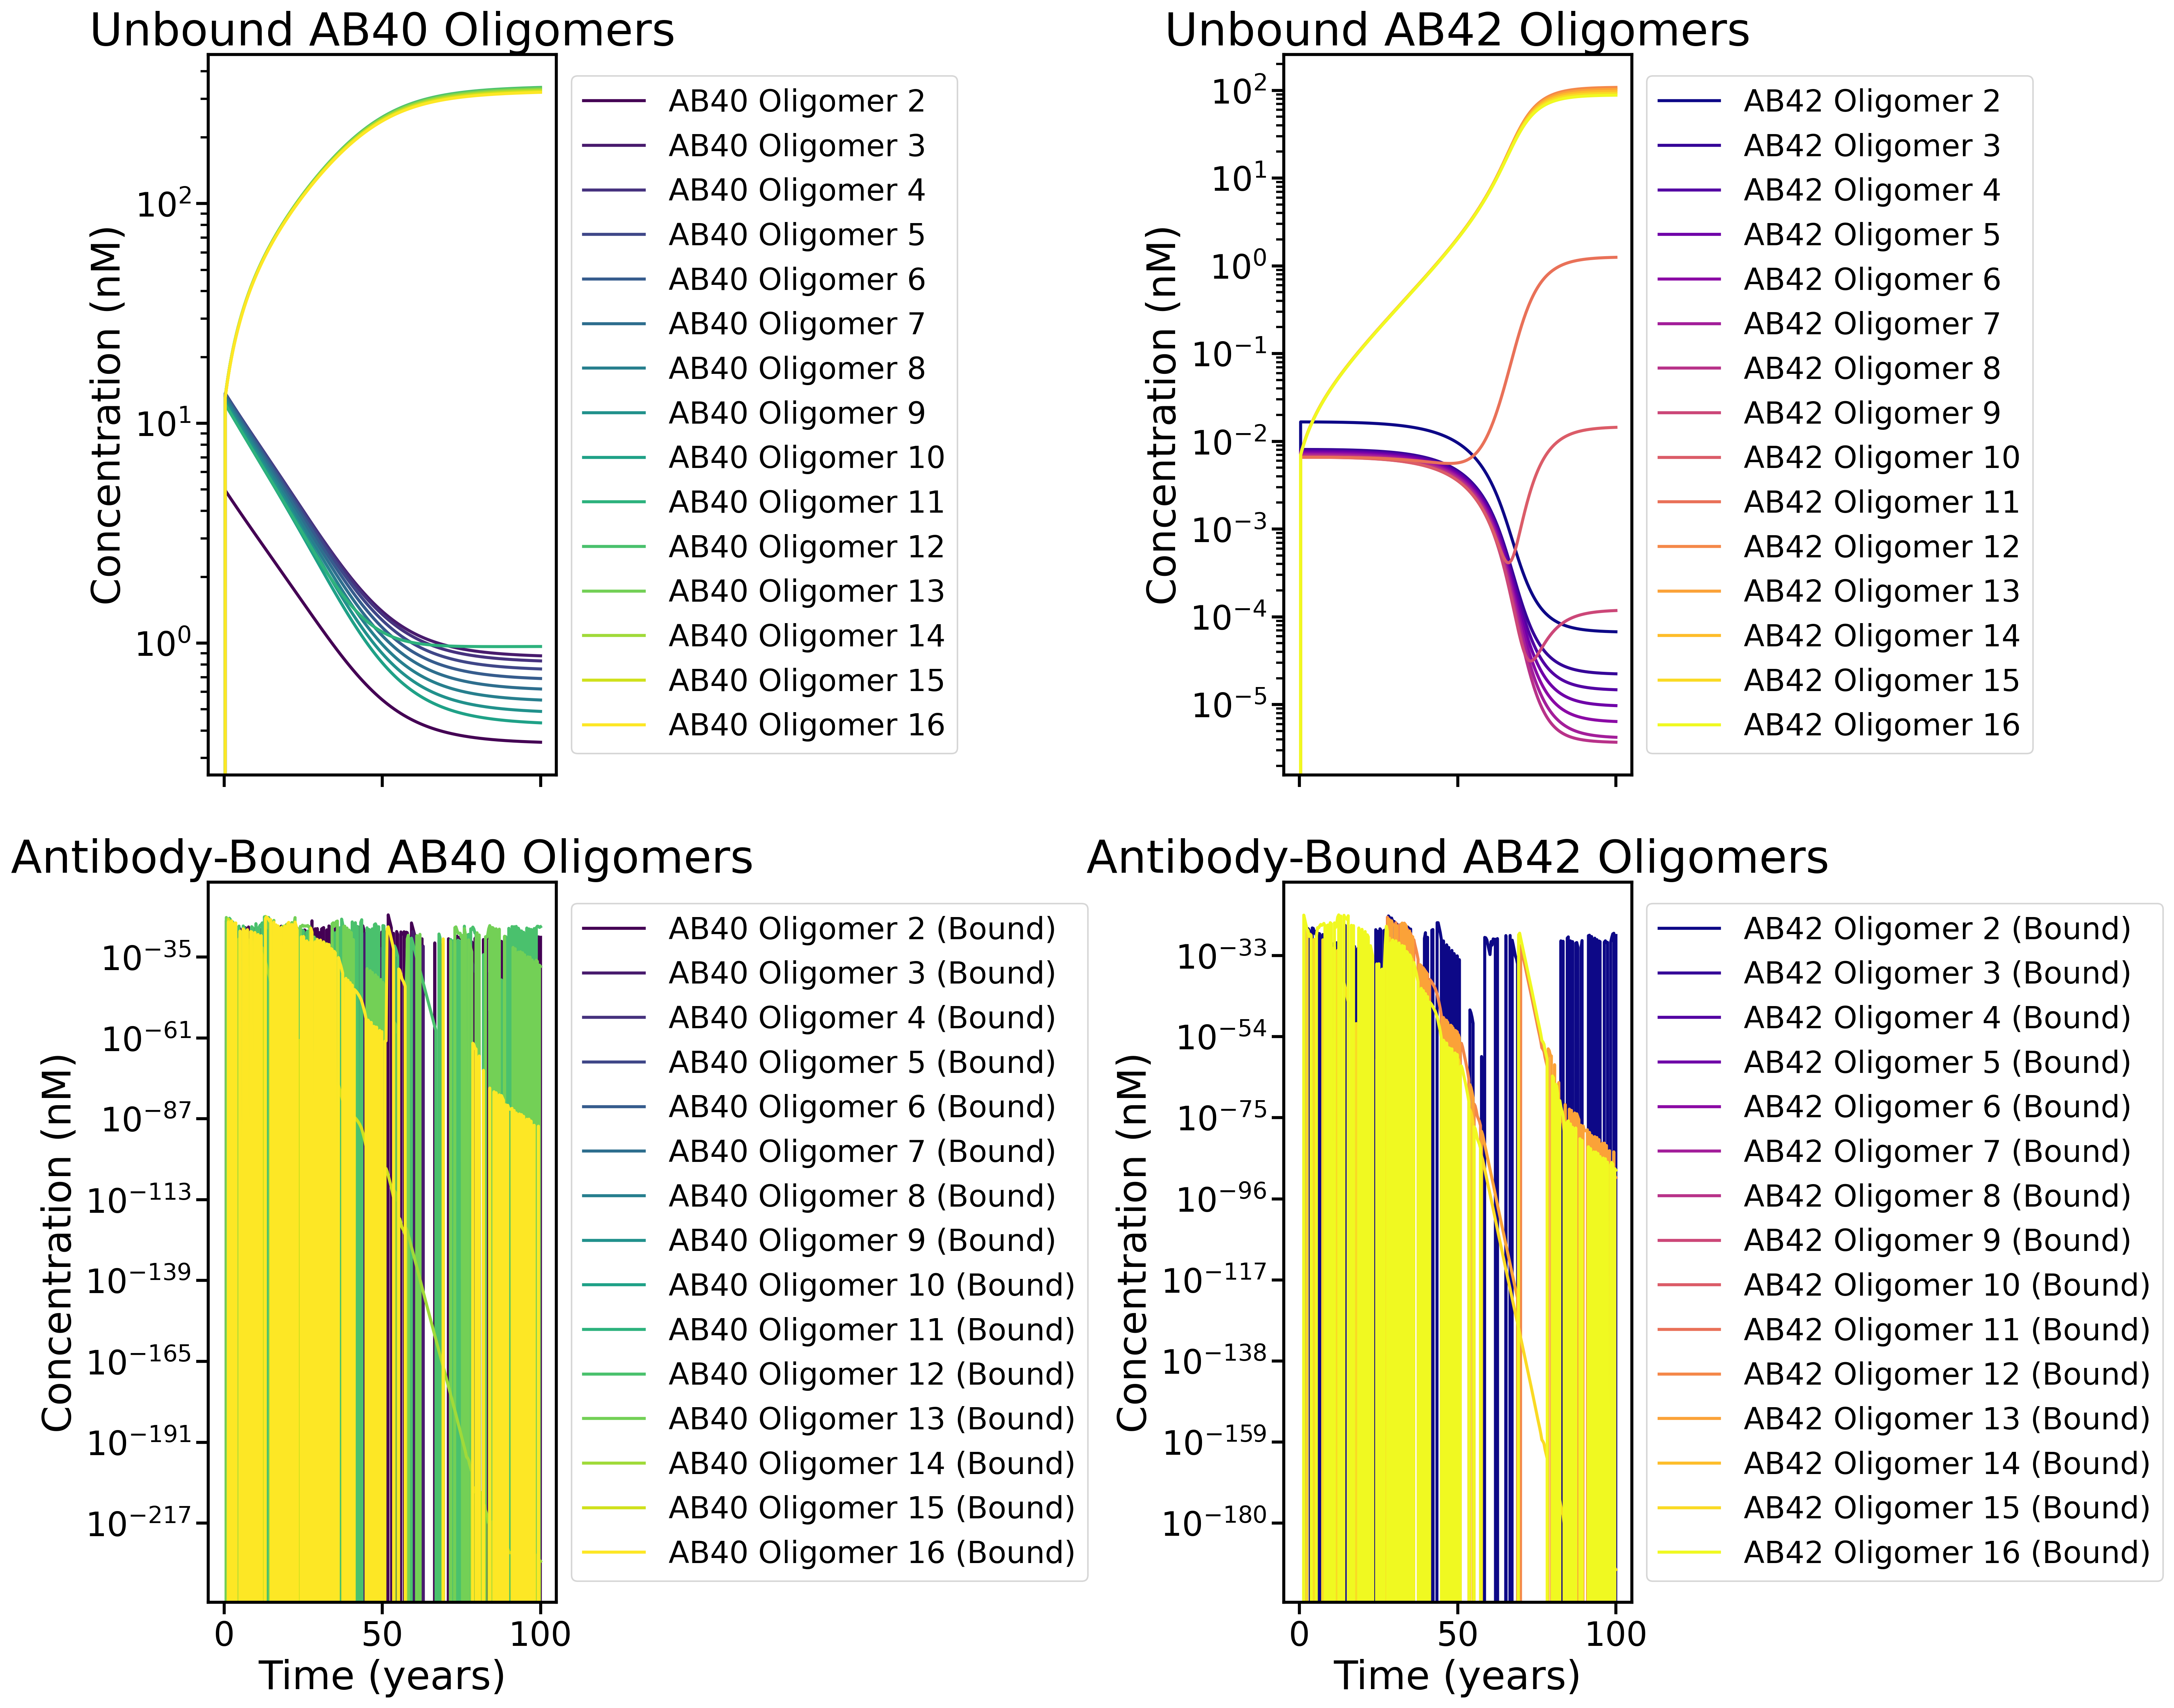 Unbound AB40 Oligomers
Concentration (nM)
10²
10¹
10⁰
AB40 Oligomer 2
AB40 Oligomer 3
AB40 Oligomer 4
AB40 Oligomer 5
AB40 Oligomer 6
AB40 Oligomer 7
AB40 Oligomer 8
AB40 Oligomer 9
AB40 Oligomer 10
AB40 Oligomer 11
AB40 Oligomer 12
AB40 Oligomer 13
AB40 Oligomer 14
AB40 Oligomer 15
AB40 Oligomer 16
Unbound AB42 Oligomers
Concentration (nM)
10²
10¹
10⁰
10⁻¹
10⁻²
10⁻³
10⁻⁴
10⁻⁵
AB42 Oligomer 2
AB42 Oligomer 3
AB42 Oligomer 4
AB42 Oligomer 5
AB42 Oligomer 6
AB42 Oligomer 7
AB42 Oligomer 8
AB42 Oligomer 9
AB42 Oligomer 10
AB42 Oligomer 11
AB42 Oligomer 12
AB42 Oligomer 13
AB42 Oligomer 14
AB42 Oligomer 15
AB42 Oligomer 16
Antibody-Bound AB40 Oligomers
Concentration (nM)
10⁻³⁵
10⁻⁶¹
10⁻⁸⁷
10⁻¹¹³
10⁻¹³⁹
10⁻¹⁶⁵
10⁻¹⁹¹
10⁻²¹⁷
0 50 100
Time (years)
AB40 Oligomer 2 (Bound)
AB40 Oligomer 3 (Bound)
AB40 Oligomer 4 (Bound)
AB40 Oligomer 5 (Bound)
AB40 Oligomer 6 (Bound)
AB40 Oligomer 7 (Bound)
AB40 Oligomer 8 (Bound)
AB40 Oligomer 9 (Bound)
AB40 Oligomer 10 (Bound)
AB40 Oligomer 11 (Bound)
AB40 Oligomer 12 (Bound)
AB40 Oligomer 13 (Bound)
AB40 Oligomer 14 (Bound)
AB40 Oligomer 15 (Bound)
AB40 Oligomer 16 (Bound)
Antibody-Bound AB42 Oligomers
Concentration (nM)
10⁻³³
10⁻⁵⁴
10⁻⁷⁵
10⁻⁹⁶
10⁻¹¹⁷
10⁻¹³⁸
10⁻¹⁵⁹
10⁻¹⁸⁰
0 50 100
Time (years)
AB42 Oligomer 2 (Bound)
AB42 Oligomer 3 (Bound)
AB42 Oligomer 4 (Bound)
AB42 Oligomer 5 (Bound)
AB42 Oligomer 6 (Bound)
AB42 Oligomer 7 (Bound)
AB42 Oligomer 8 (Bound)
AB42 Oligomer 9 (Bound)
AB42 Oligomer 10 (Bound)
AB42 Oligomer 11 (Bound)
AB42 Oligomer 12 (Bound)
AB42 Oligomer 13 (Bound)
AB42 Oligomer 14 (Bound)
AB42 Oligomer 15 (Bound)
AB42 Oligomer 16 (Bound)